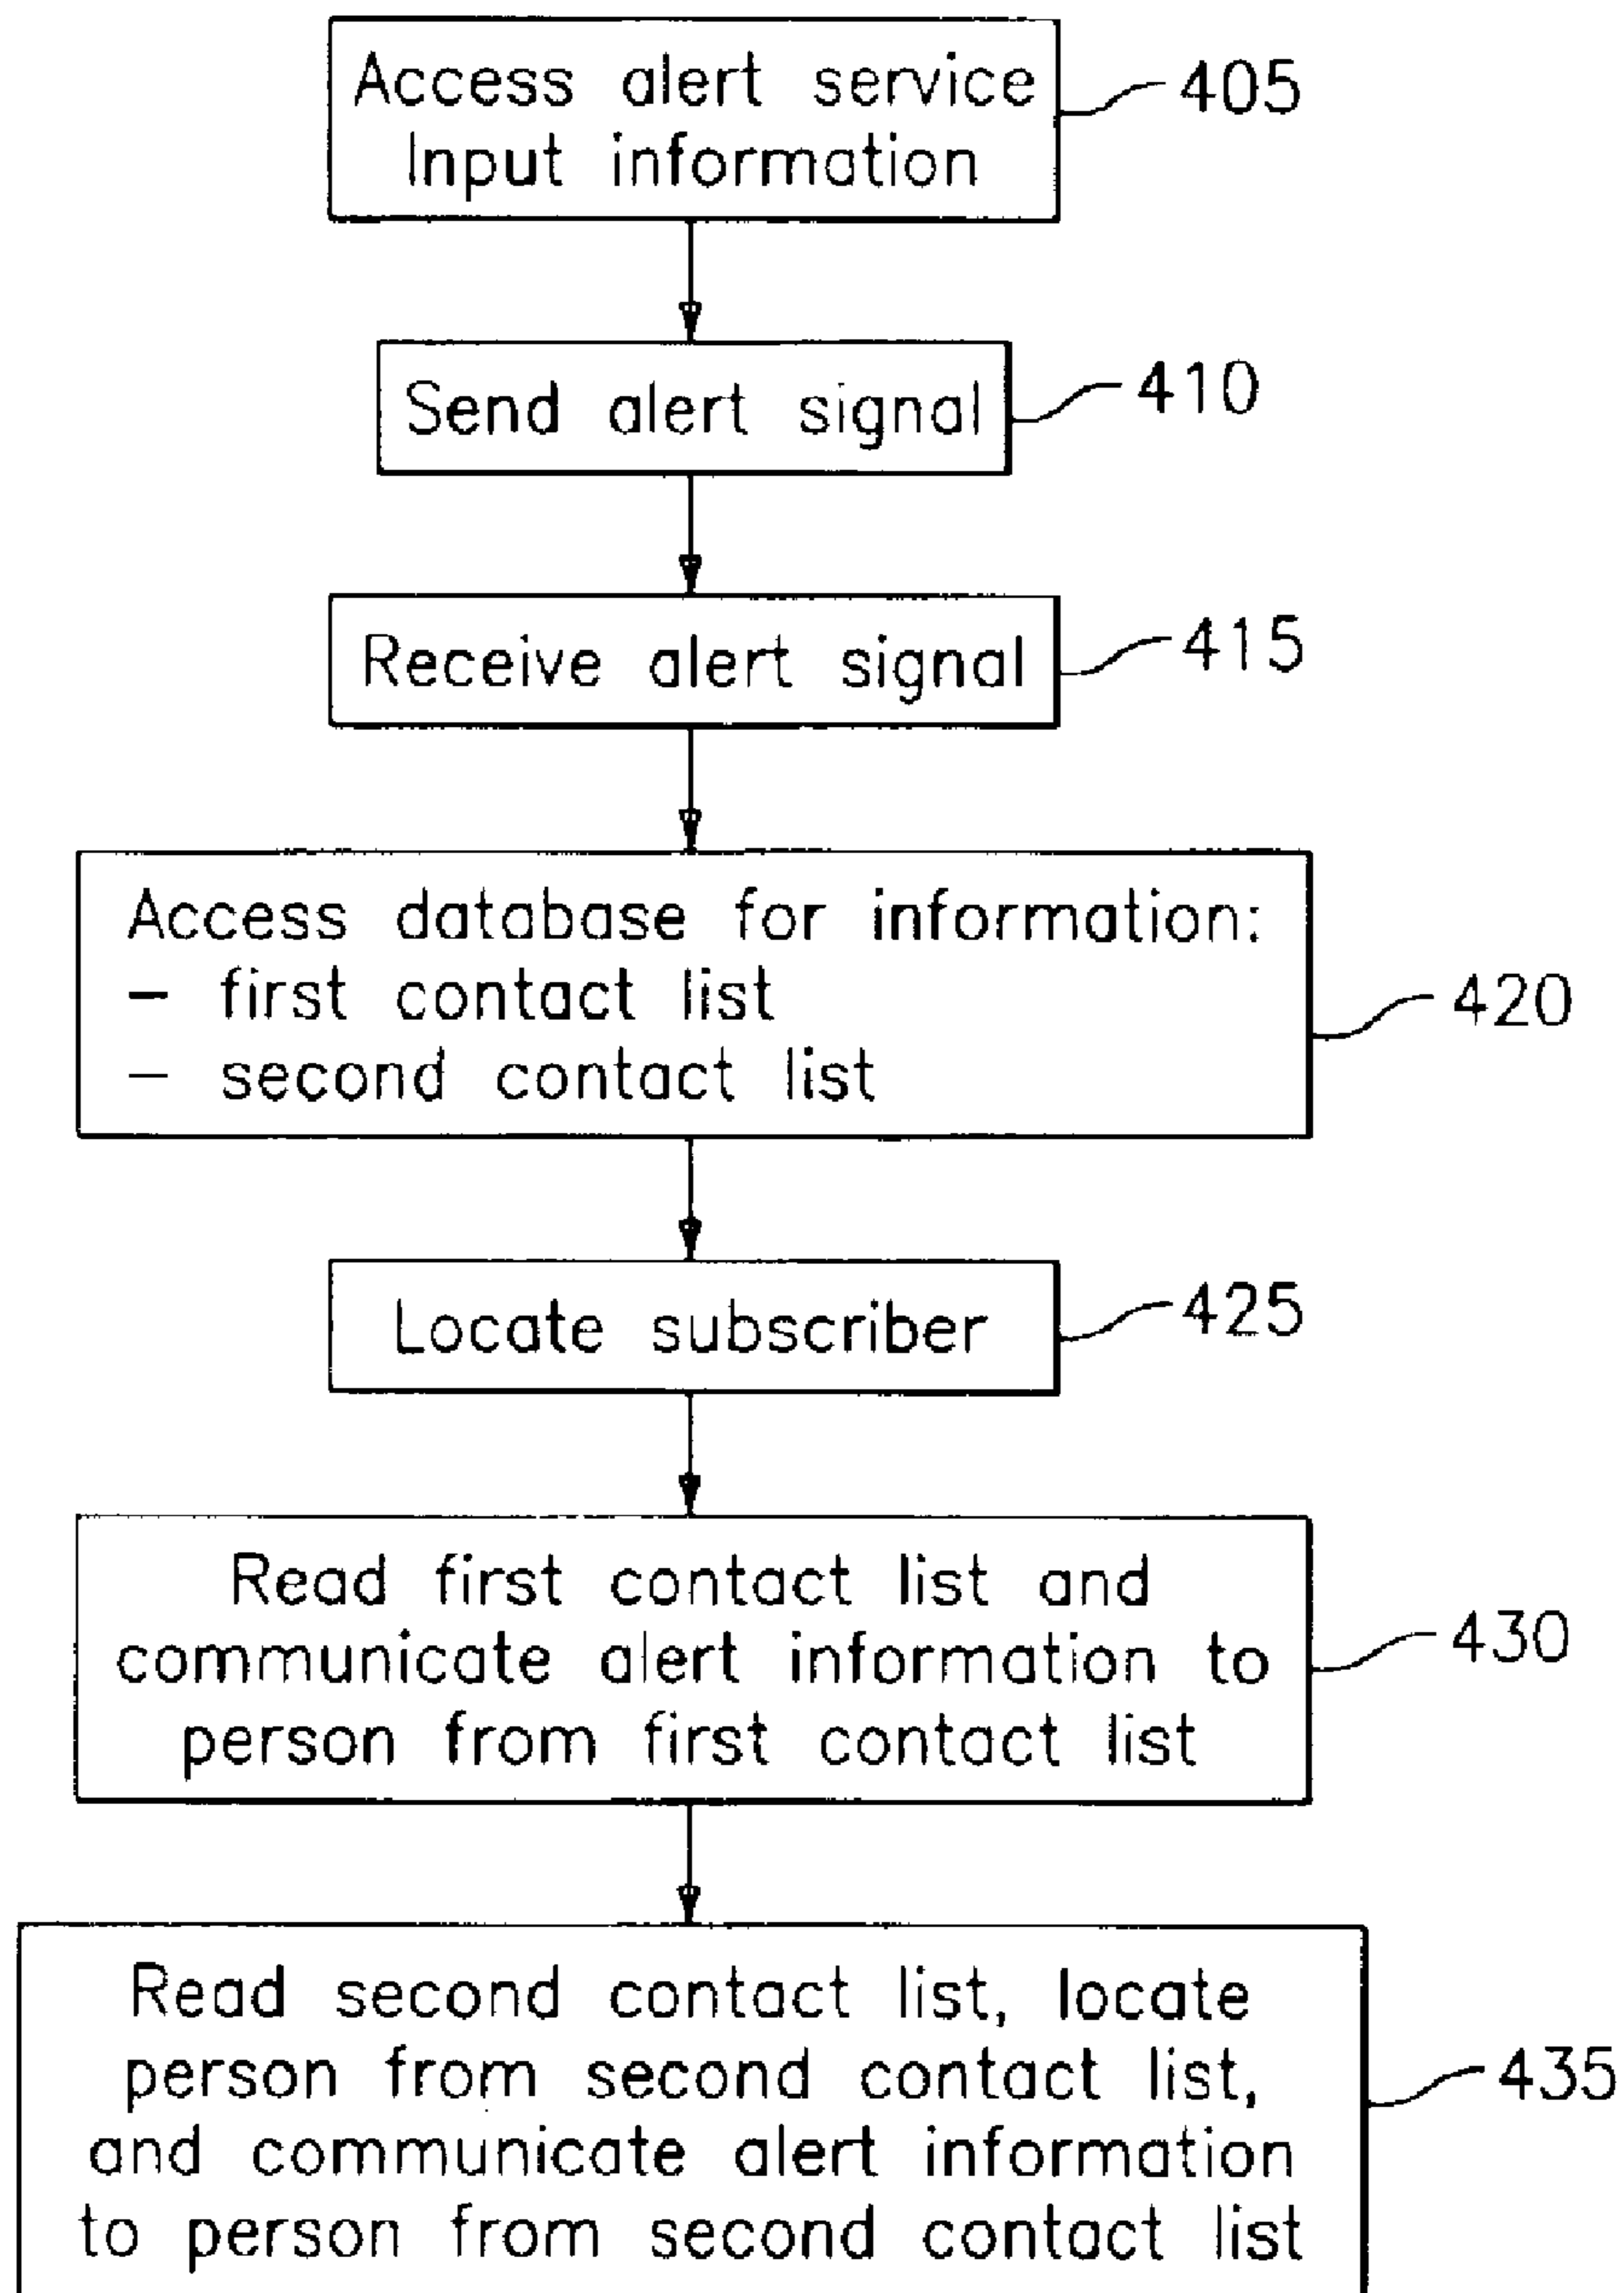 Access alert service
Input information
405
Send alert signal
410
Receive alert signal
415
Access database for information:
- first contact list
- second contact list
420
Locate subscriber
425
Read first contact list and
communicate alert information to
person from first contact list
430
Read second contact list, locate
person from second contact list,
and communicate alert information
to person from second contact list
435